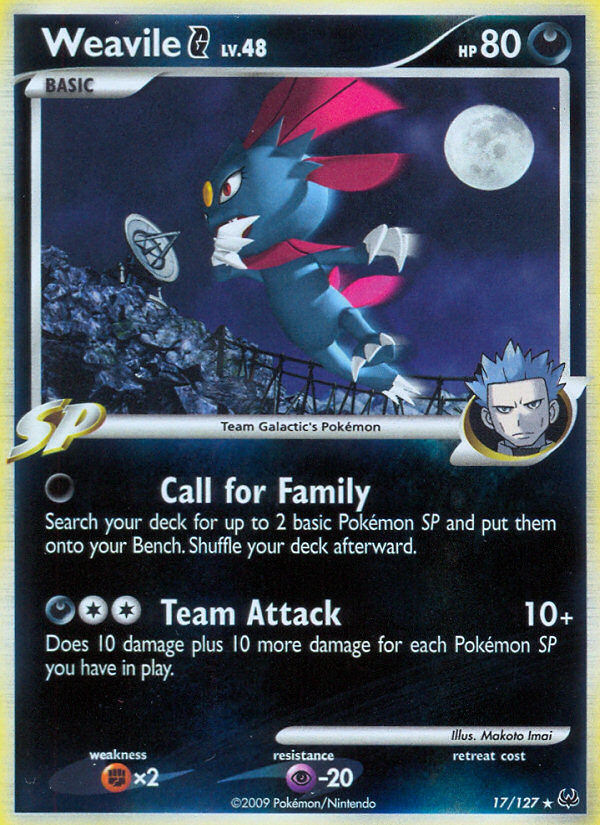 Weavile G LV.48 HP 80
BASIC
SP
Team Galactic's Pokémon
Call for Family
Search your deck for up to 2 basic Pokémon SP and put them
onto your Bench. Shuffle your deck afterward.
Team Attack 10+
Does 10 damage plus 10 more damage for each Pokémon SP
you have in play.
Illus. Makoto Imai
weakness resistance retreat cost
×2 -20
©2009 Pokémon/Nintendo 17/127 ★